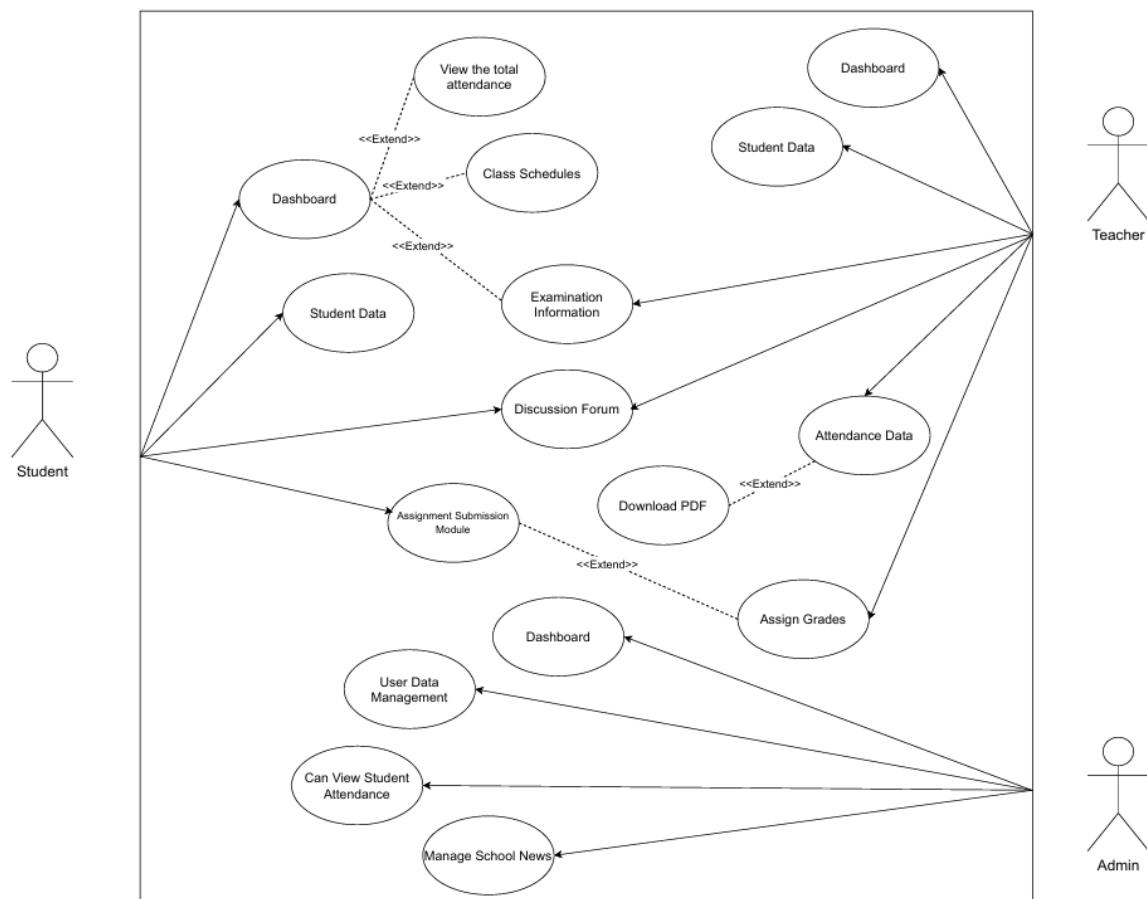 View the total
attendance
Dashboard
<<Extend>>
Student Data
Class Schedules
<<Extend>>
Dashboard
Teacher
<<Extend>>
Examination
Information
Student Data
Discussion Forum
Attendance Data
Student
<<Extend>>
Download PDF
Assignment Submission
Module
<<Extend>>
Assign Grades
Dashboard
User Data
Management
Can View Student
Attendance
Manage School News
Admin